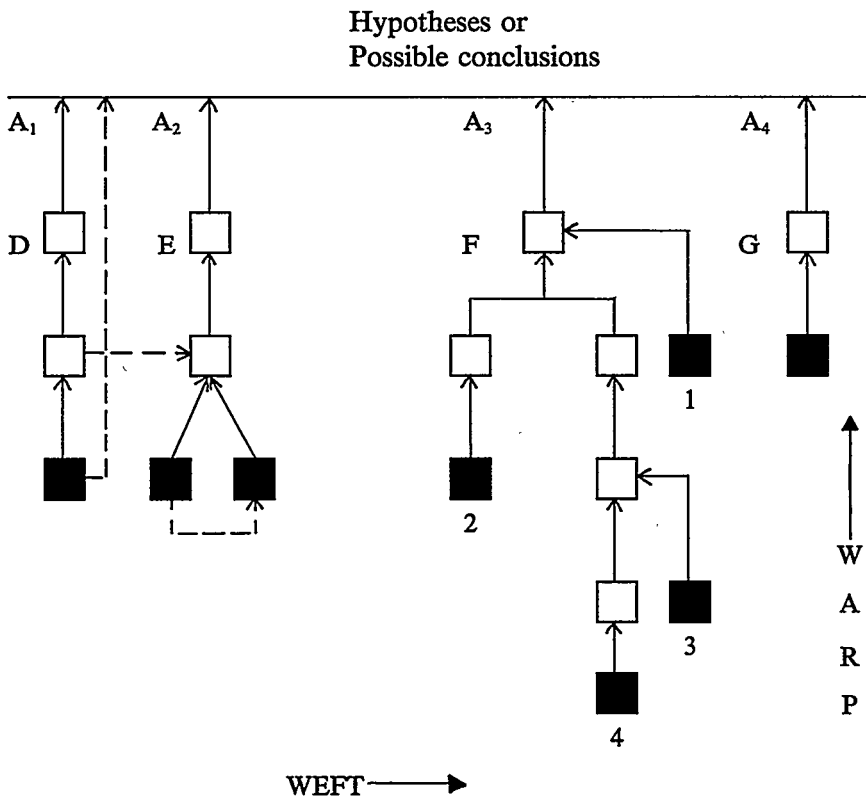 Hypotheses or
Possible conclusions
A₁ A₂ A₃ A₄
D E F G
1
2
3
4
W
A
R
P
WEFT